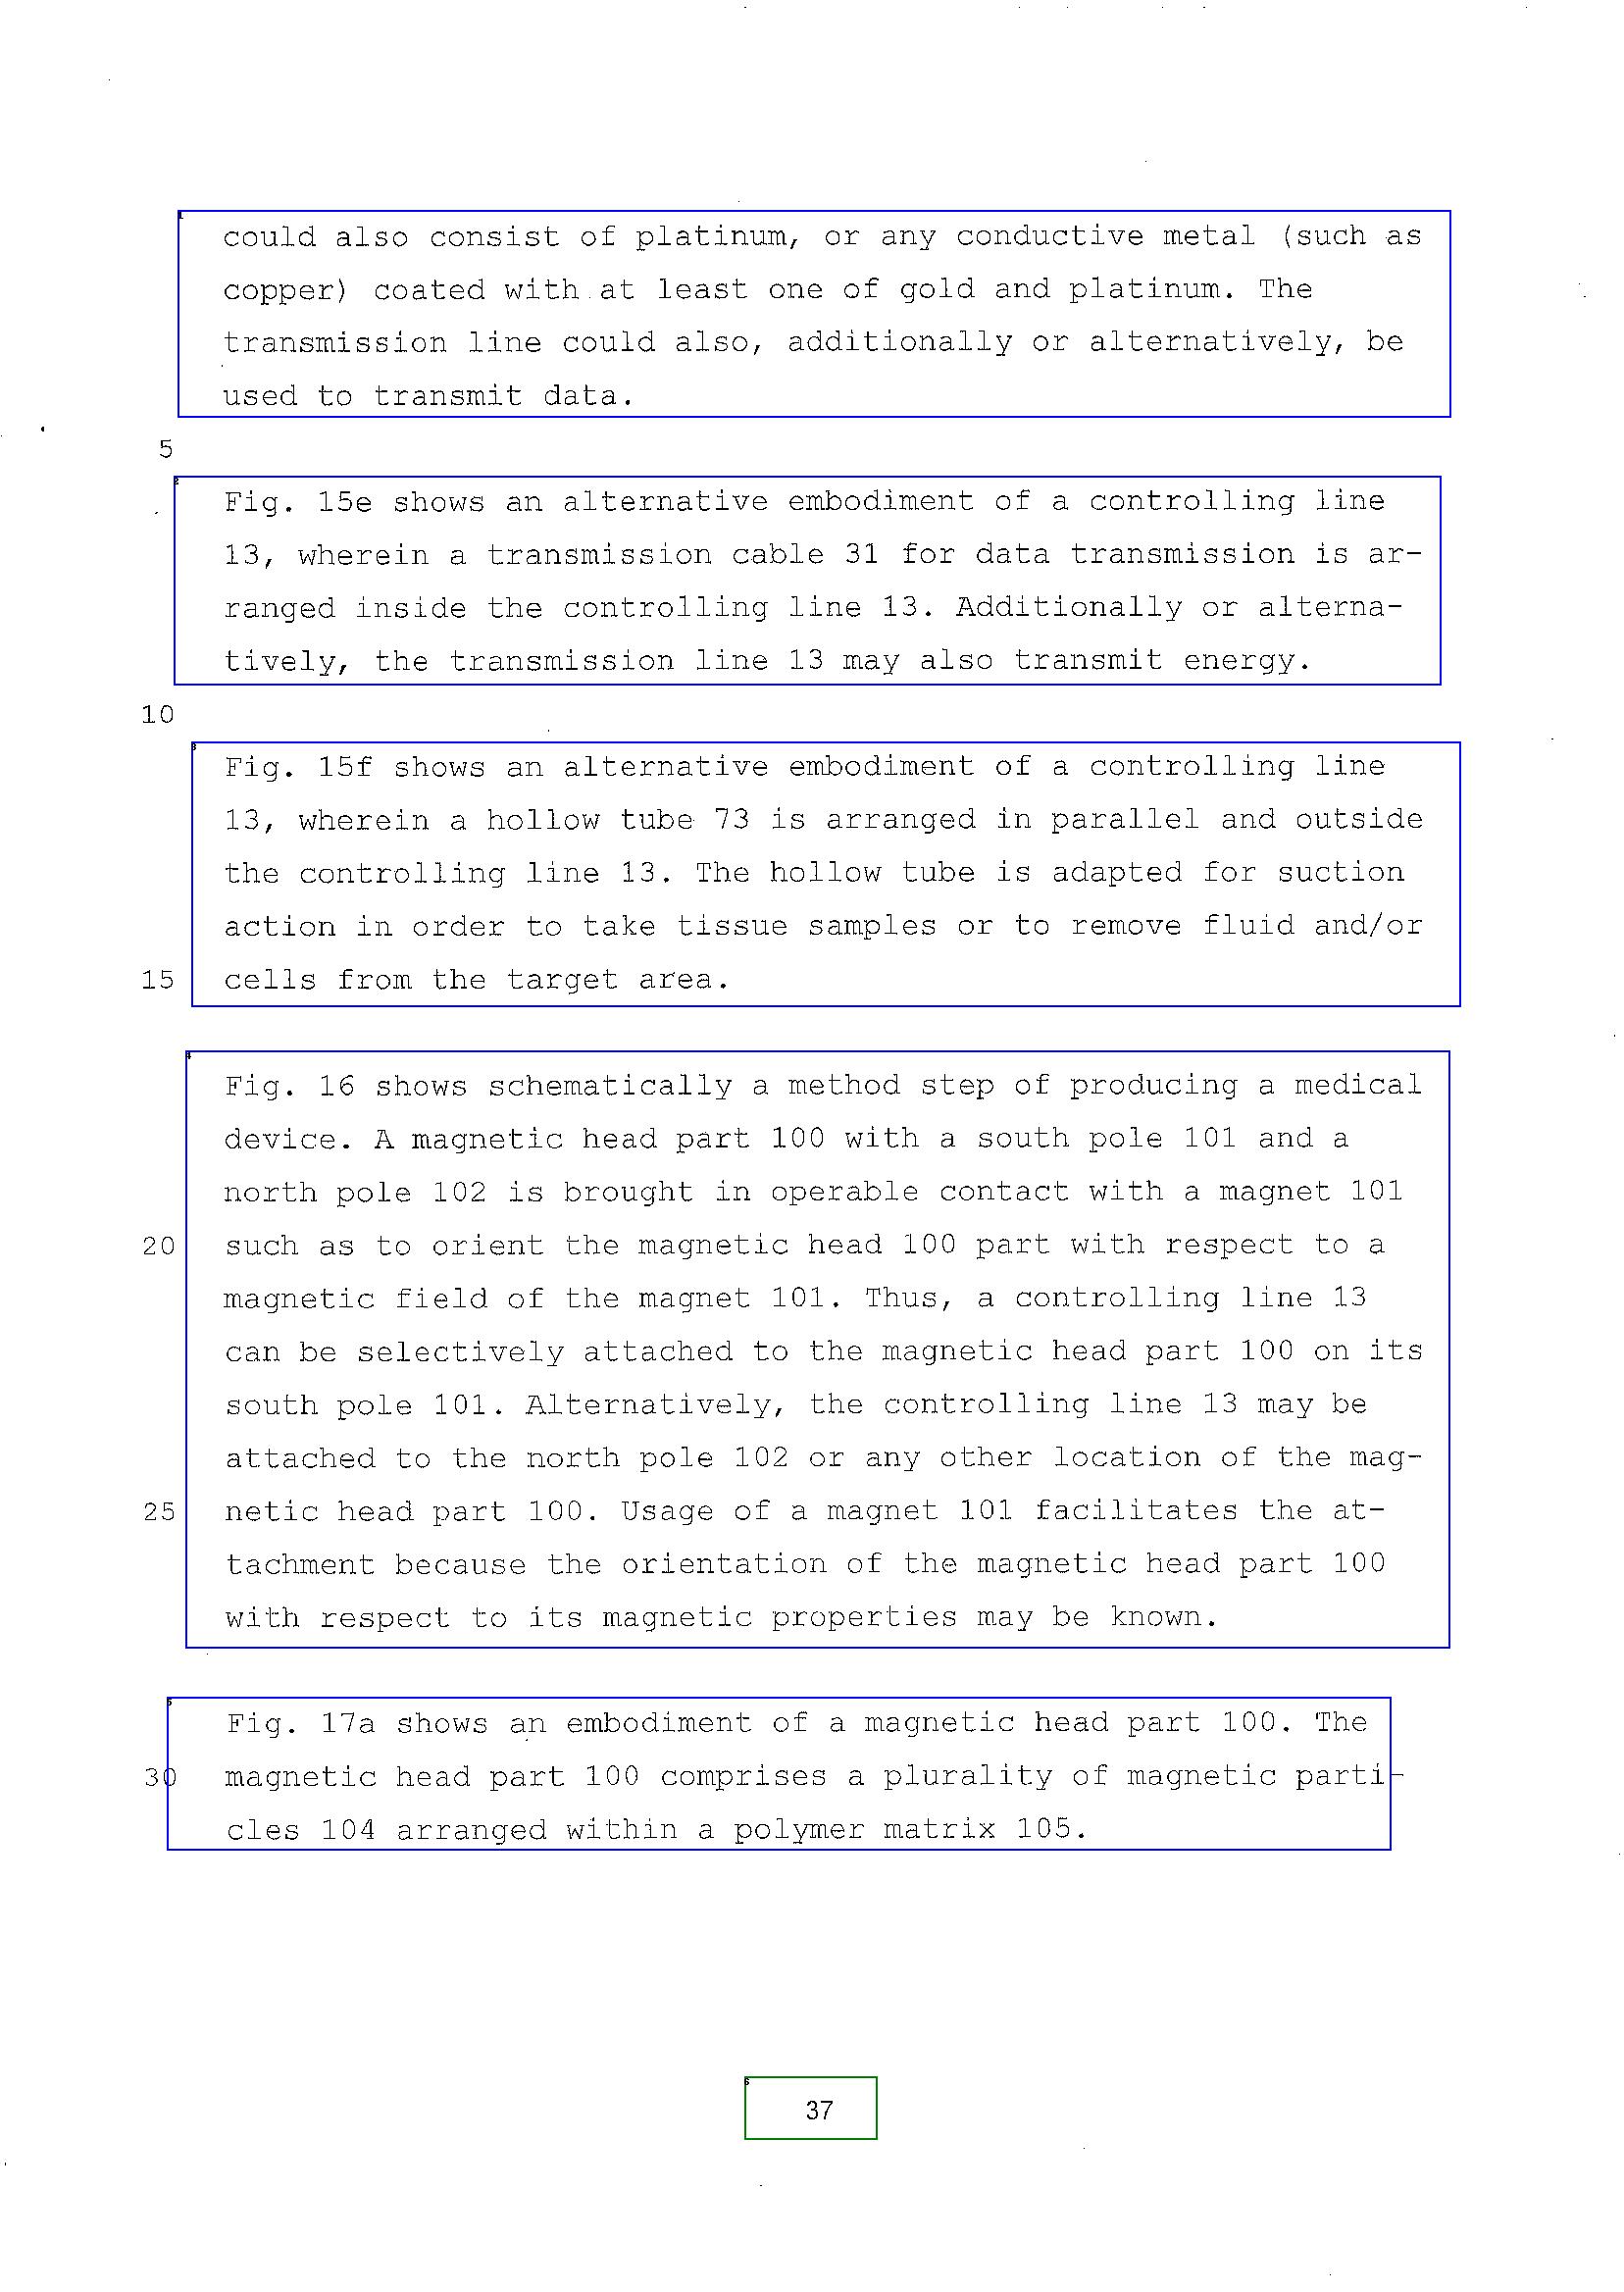 could also consist of platinum, or any conductive metal (such as
copper) coated with at least one of gold and platinum. The
transmission line could also, additionally or alternatively, be
used to transmit data.
5
Fig. 15e shows an alternative embodiment of a controlling line
13, wherein a transmission cable 31 for data transmission is ar-
ranged inside the controlling line 13. Additionally or alterna-
tively, the transmission line 13 may also transmit energy.
10
Fig. 15f shows an alternative embodiment of a controlling line
13, wherein a hollow tube 73 is arranged in parallel and outside
the controlling line 13. The hollow tube is adapted for suction
action in order to take tissue samples or to remove fluid and/or
15 cells from the target area.
Fig. 16 shows schematically a method step of producing a medical
device. A magnetic head part 100 with a south pole 101 and a
north pole 102 is brought in operable contact with a magnet 101
20 such as to orient the magnetic head 100 part with respect to a
magnetic field of the magnet 101. Thus, a controlling line 13
can be selectively attached to the magnetic head part 100 on its
south pole 101. Alternatively, the controlling line 13 may be
attached to the north pole 102 or any other location of the mag-
25 netic head part 100. Usage of a magnet 101 facilitates the at-
tachment because the orientation of the magnetic head part 100
with respect to its magnetic properties may be known.
Fig. 17a shows an embodiment of a magnetic head part 100. The
30 magnetic head part 100 comprises a plurality of magnetic parti-
cles 104 arranged within a polymer matrix 105.
37